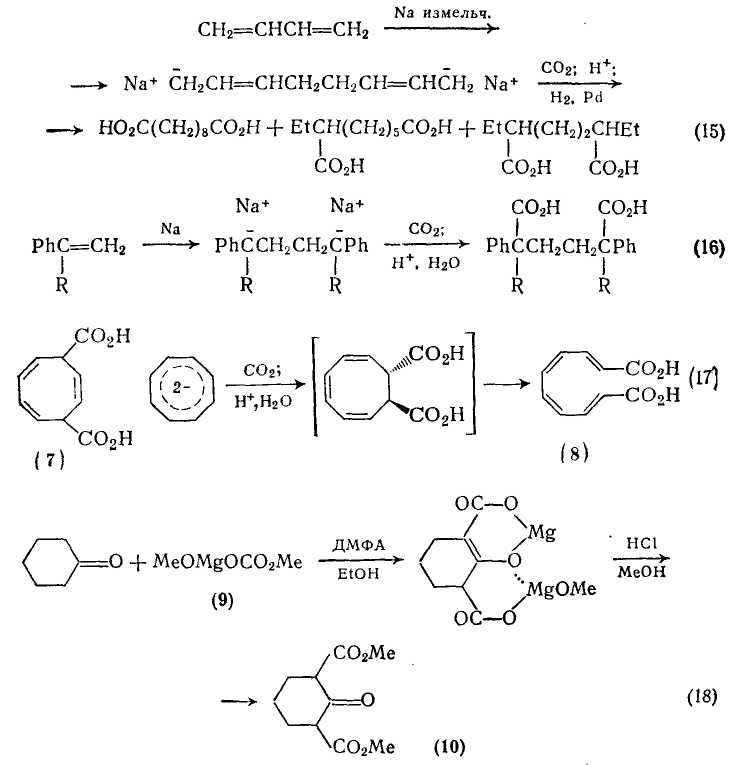 CH₂=CHCH=CH₂ Na измельч.
Na⁺ C̄H₂CH=CHCH₂CH₂CH=CHC̄H₂ Na⁺ CO₂; H⁺; H₂, Pd
HO₂C(CH₂)₈CO₂H + EtCH(CH₂)₅CO₂H + EtCH(CH₂)₂CHEt (15)
CO₂H CO₂H CO₂H
Na⁺ Na⁺ CO₂H CO₂H
PhC=CH₂ Na PhC̄CH₂CH₂C̄Ph CO₂; H⁺, H₂O PhCCH₂CH₂CPh (16)
R R R R R
CO₂H CO₂H CO₂H
2− CO₂; H⁺,H₂O (17)
CO₂H CO₂H CO₂H
(7) (8)
OC—O
Mg
=O + MeOMgOCO₂Me ДМФА EtOH O HCl MeOH
(9) MgOMe
OC—O
CO₂Me
=O (18)
CO₂Me (10)